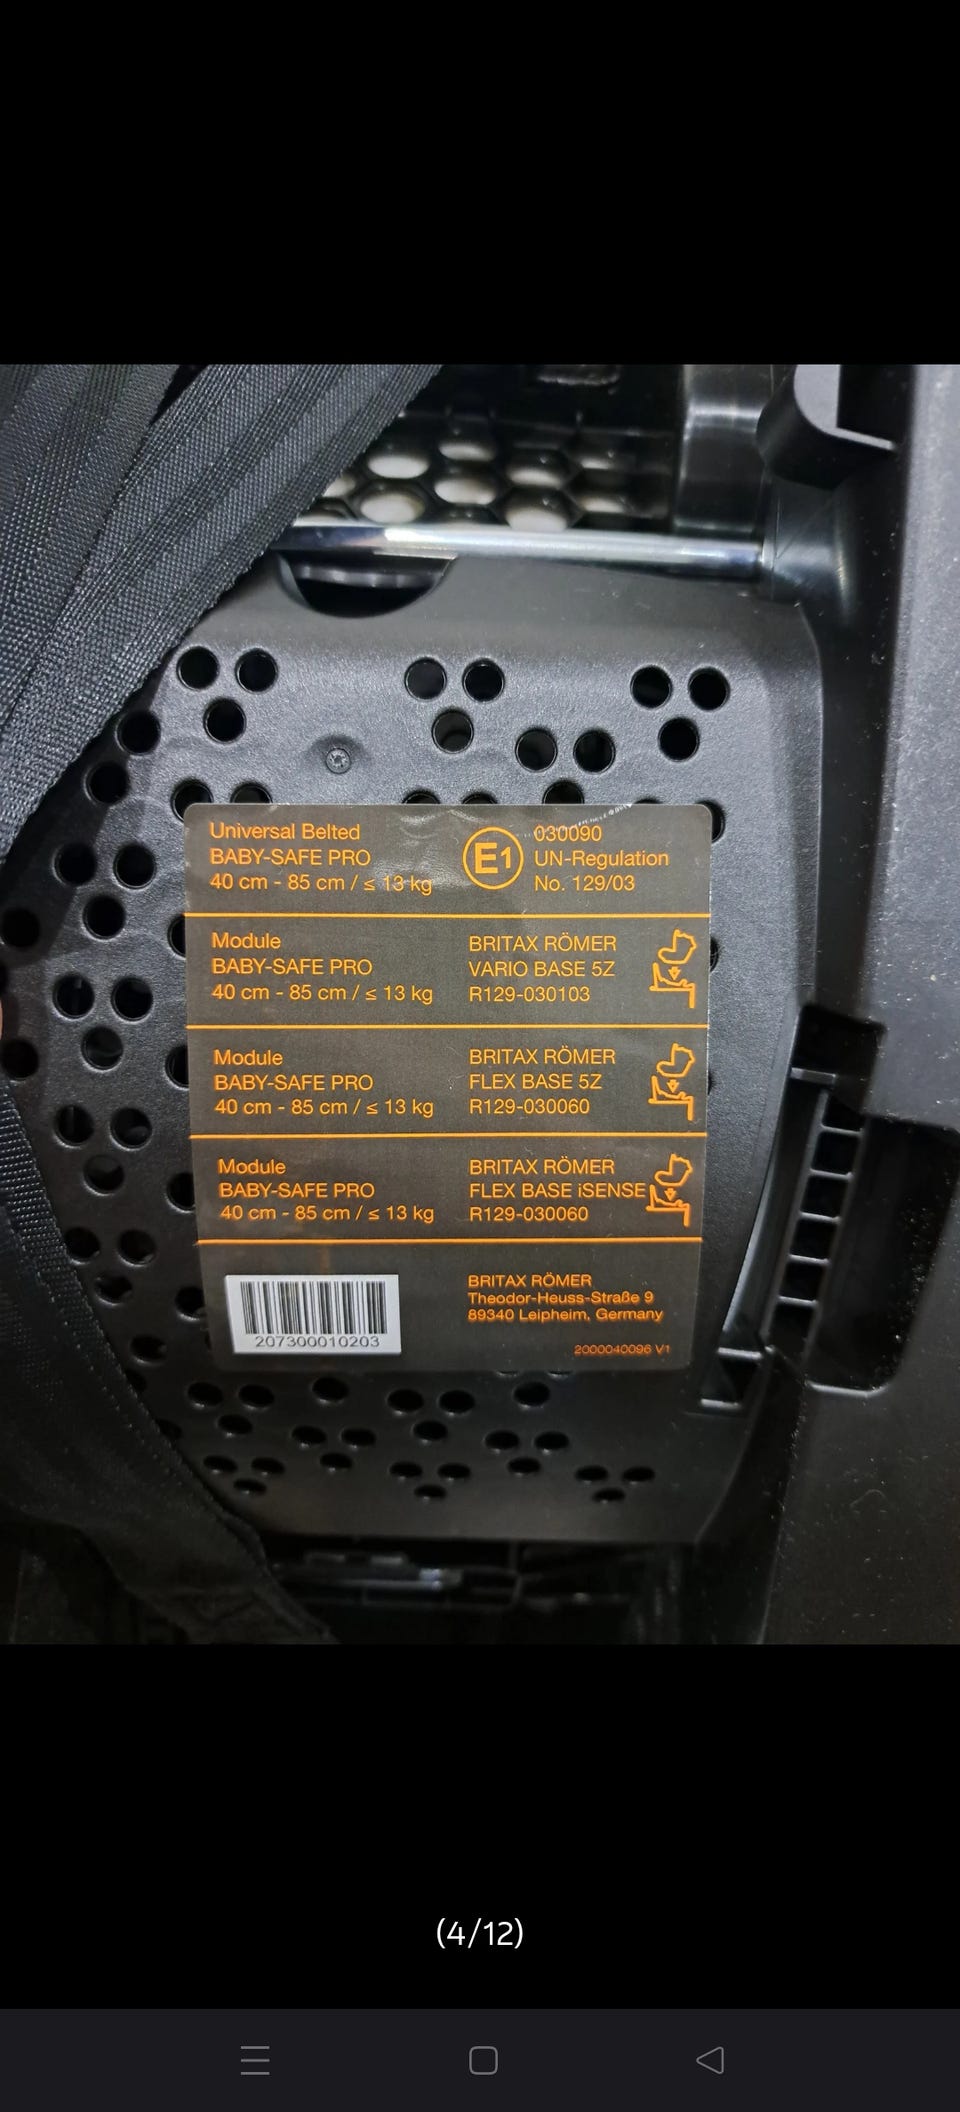 Universal Belted
BABY-SAFE PRO
40 cm - 85 cm / ≤ 13 kg
E1
030090
UN-Regulation
No. 129/03
Module
BABY-SAFE PRO
40 cm - 85 cm / ≤ 13 kg
BRITAX RÖMER
VARIO BASE 5Z
R129-030103
Module
BABY-SAFE PRO
40 cm - 85 cm / ≤ 13 kg
BRITAX RÖMER
FLEX BASE 5Z
R129-030060
Module
BABY-SAFE PRO
40 cm - 85 cm / ≤ 13 kg
BRITAX RÖMER
FLEX BASE iSENSE
R129-030060
207300010203
BRITAX RÖMER
Theodor-Heuss-Straße 9
89340 Leipheim, Germany
2000040096 V1
(4/12)